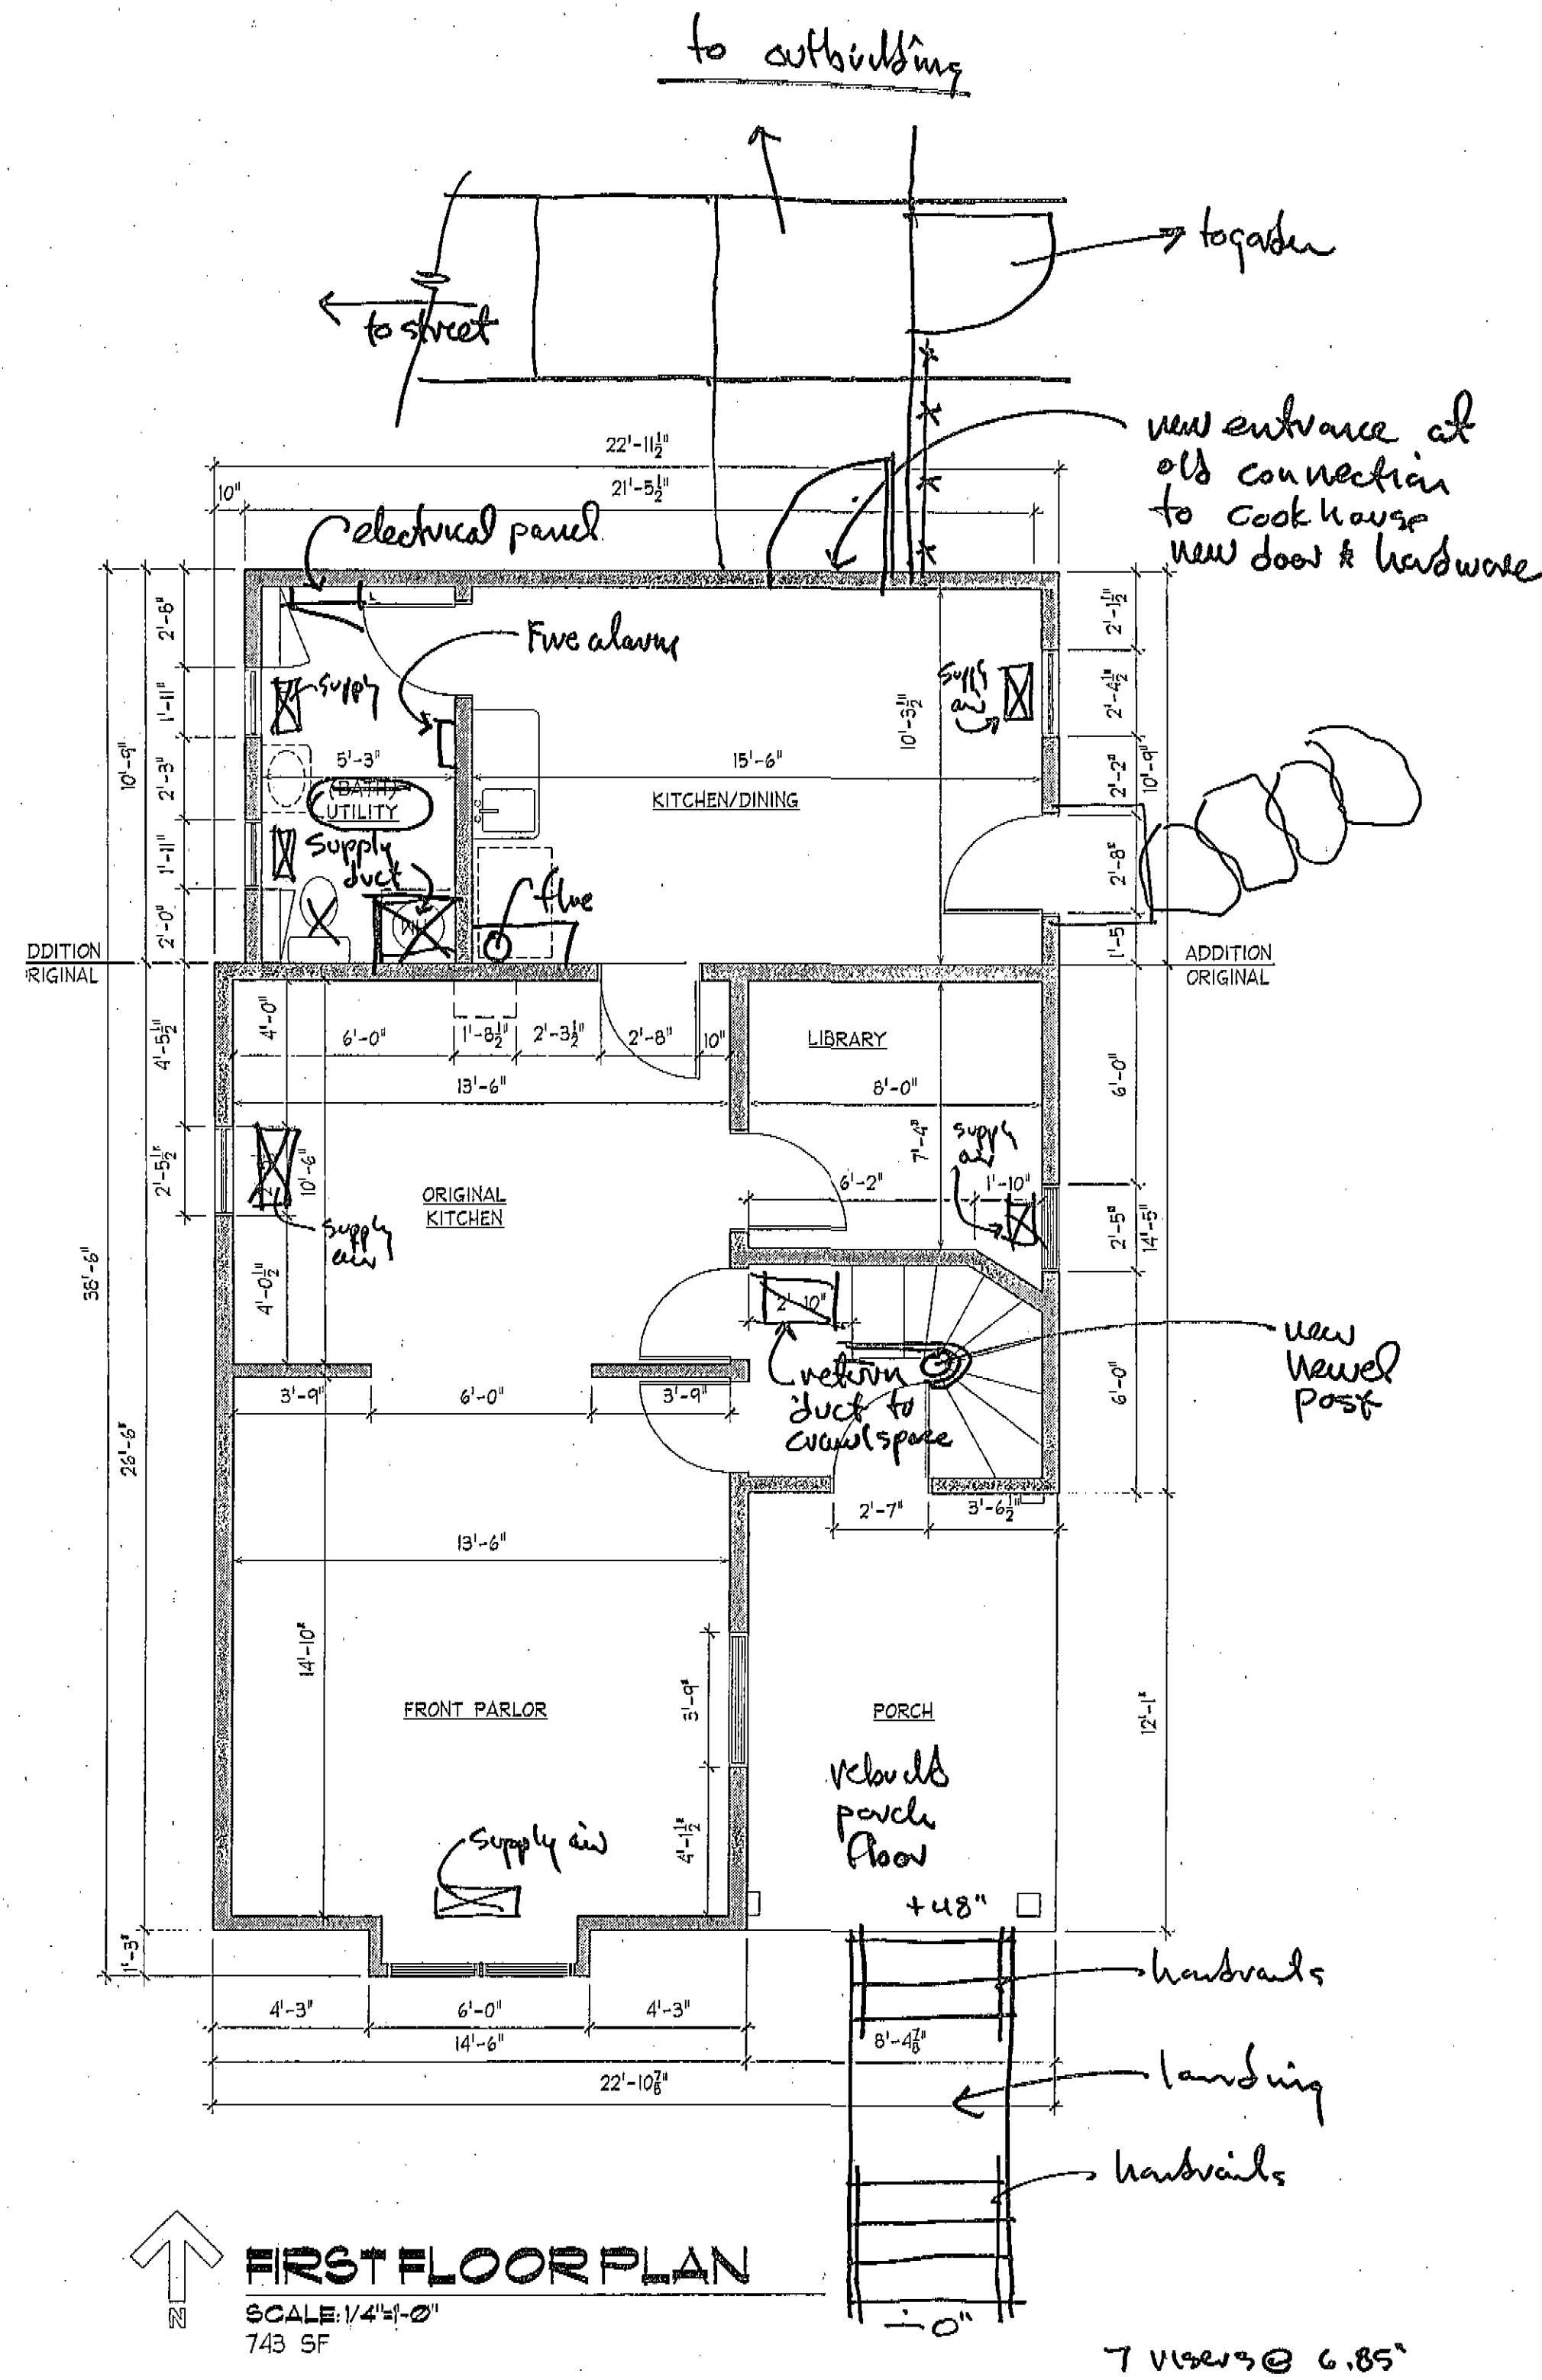 to outbuilding
to garden
to street
new entrance at
old connection
to cookhouse
new door & hardware
22'-11½"
21'-5½"
10"
electrical panel
Fire alarm
supply
supply
air
2'-8"
1'-11"
2'-3"
1'-11"
2'-0"
10'-9"
5'-3"
(BATH)
UTILITY
15'-6"
KITCHEN/DINING
10'-3½"
2'-1½"
2'-4½"
2'-2"
2'-8"
1'-5"
10'-9"
supply
duct
WH
flue
DDITION
RIGINAL
ADDITION
ORIGINAL
4'-5½"
2'-5½"
4'-0"
10'-6"
4'-0½"
6'-0"
1'-8½"
2'-3½"
2'-8"
10"
13'-6"
LIBRARY
8'-0"
7'-4"
6'-2"
1'-10"
supply
air
6'-0"
2'-5"
14'-5"
6'-0"
ORIGINAL
KITCHEN
supply
air
38'-6"
26'-6"
2'-10"
return
duct to
crawlspace
new
newel
post
3'-9"
6'-0"
3'-9"
2'-7"
3'-6½"
13'-6"
14'-10"
FRONT PARLOR
3'-9"
4'-1½"
PORCH
rebuild
porch
floor
12'-1"
supply air
+48"
1'-3"
handrails
4'-3"
6'-0"
4'-3"
14'-6"
8'-4⅞"
22'-10⅞"
landing
handrails
N
FIRST FLOOR PLAN
SCALE: 1/4"=1'-0"
743 SF
±0"
7 risers @ 6.85"